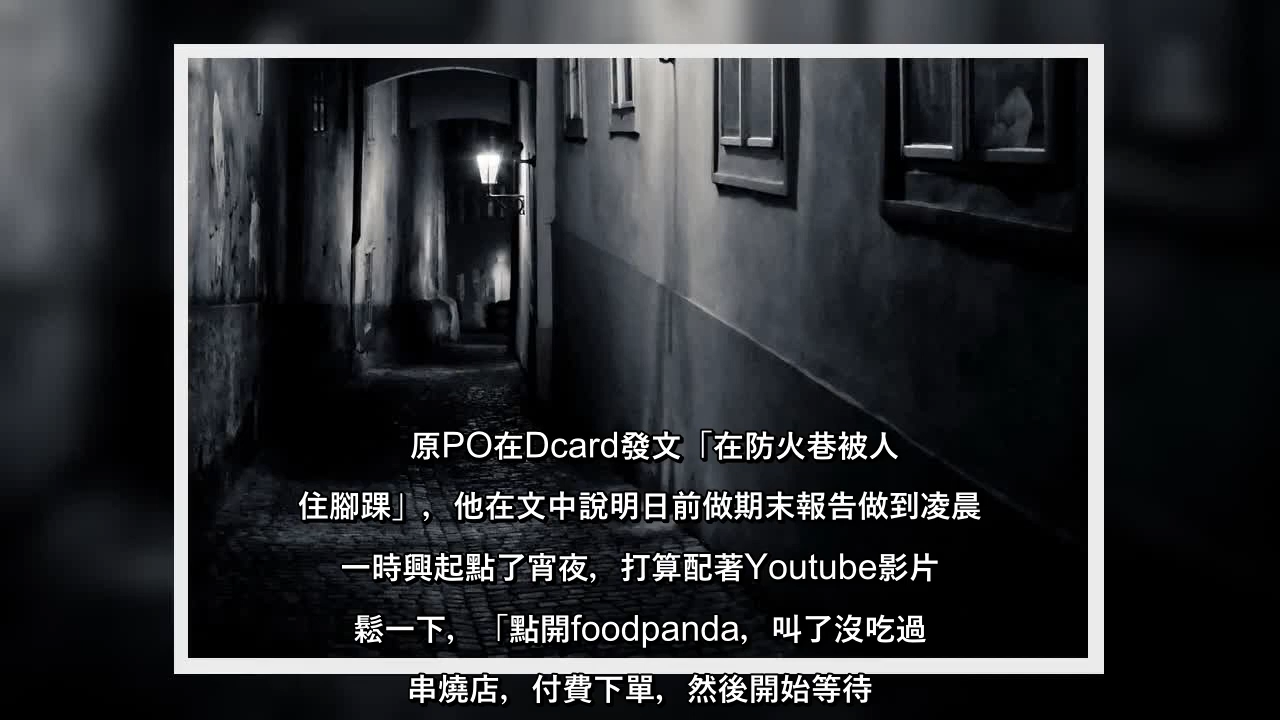 原PO在Dcard發文「在防火巷被人
住腳踝」，他在文中說明日前做期末報告做到凌晨
一時興起點了宵夜，打算配著Youtube影片
鬆一下，「點開foodpanda，叫了沒吃過
串燒店，付費下單，然後開始等待